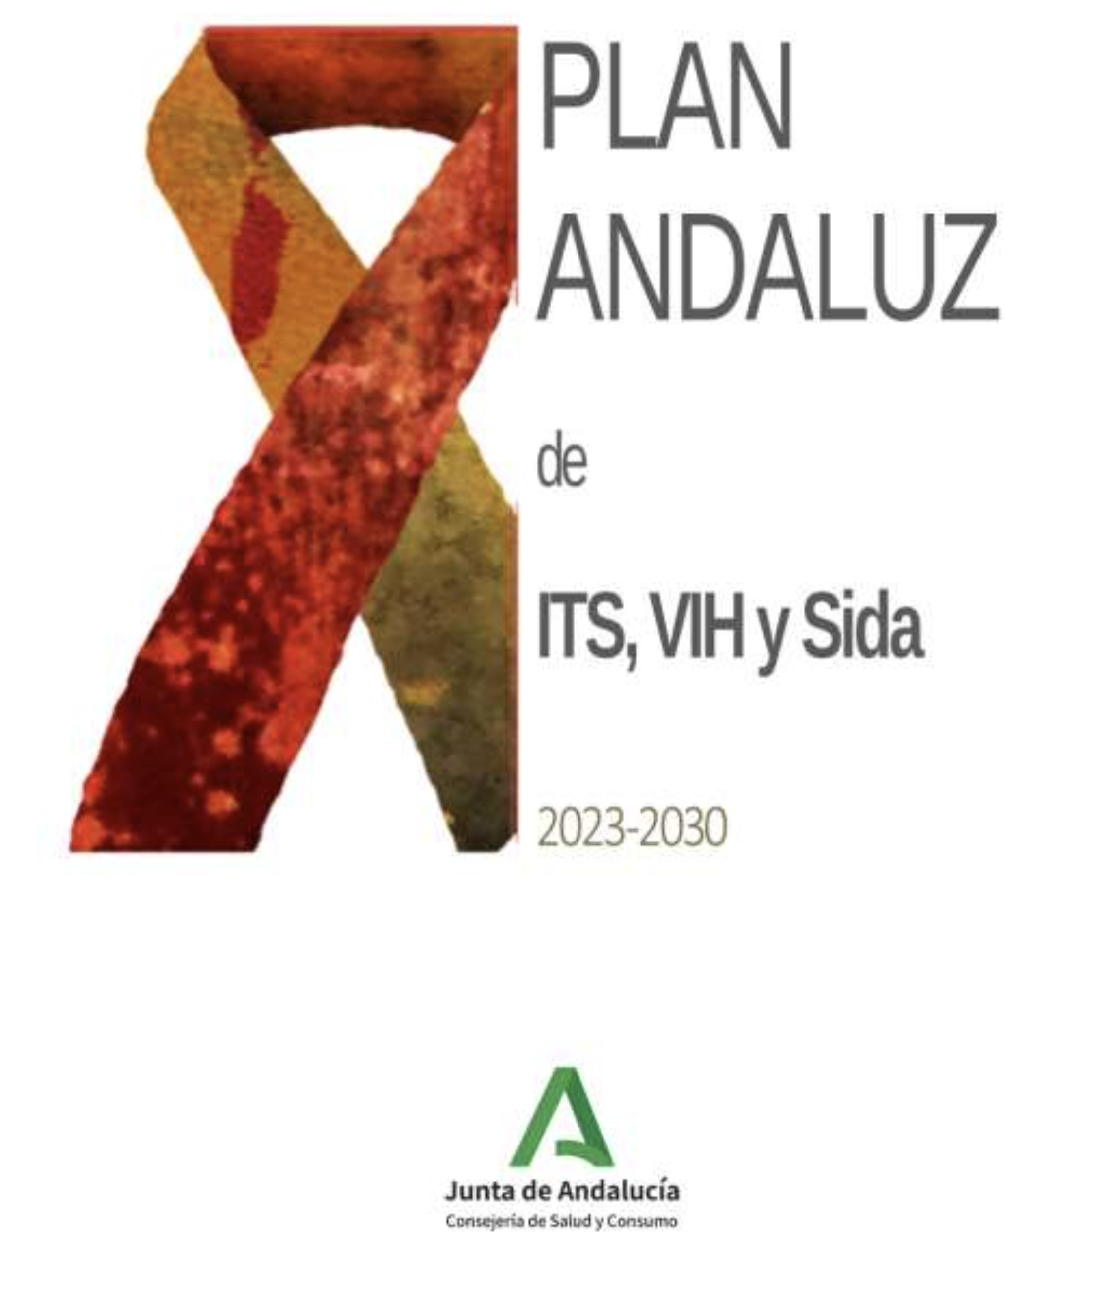 PLAN
ANDALUZ
de
ITS, VIH y Sida
2023-2030
Junta de Andalucía
Consejería de Salud y Consumo